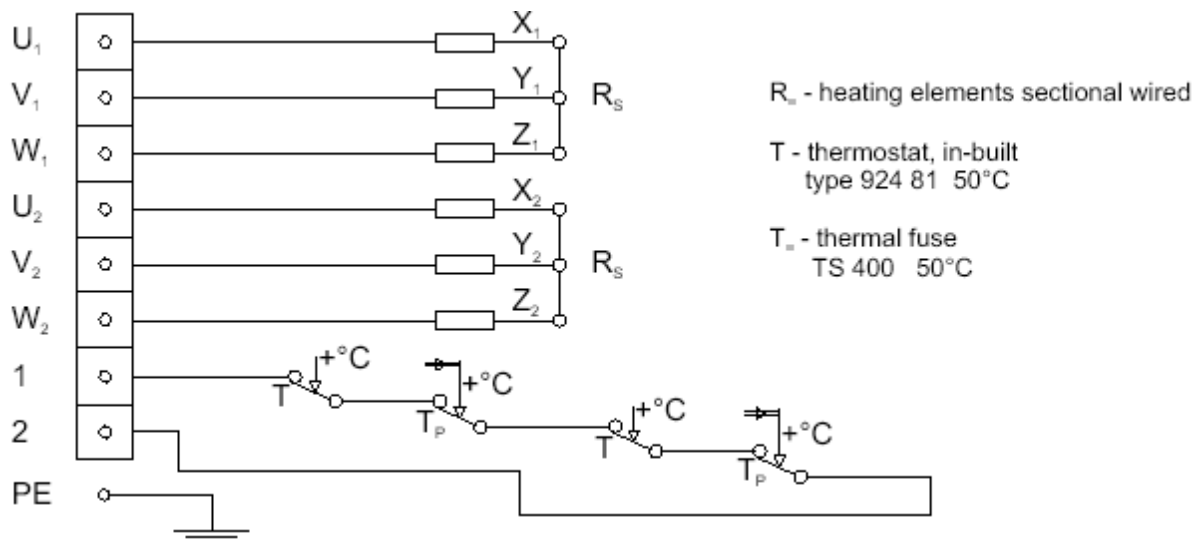 U₁
X₁
V₁
Y₁
Rₛ
W₁
Z₁
U₂
X₂
V₂
Y₂
Rₛ
W₂
Z₂
1
+°C
+°C
T
Tₚ
+°C
T
+°C
Tₚ
2
PE
R₌ - heating elements sectional wired
T - thermostat, in-built
type 924 81 50°C
T₌ - thermal fuse
TS 400 50°C